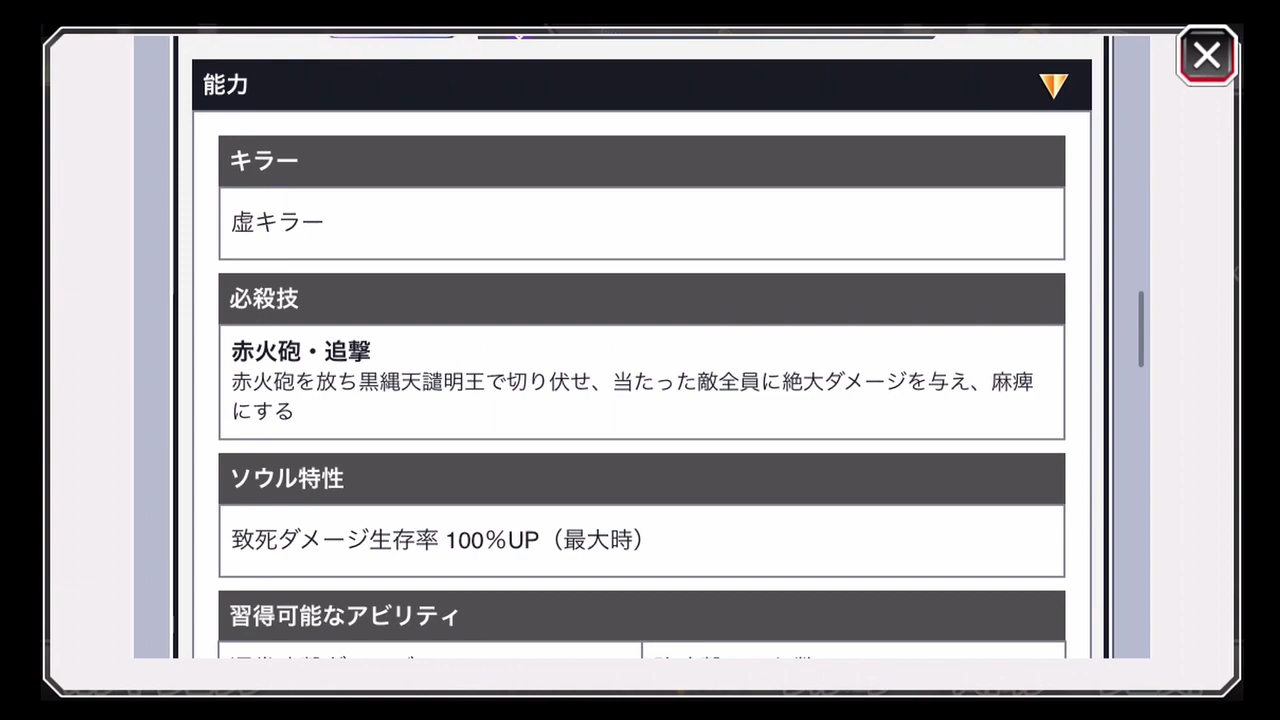 能力
キラー
虚キラー
必殺技
赤火砲・追撃
赤火砲を放ち黒縄天譴明王で切り伏せ、当たった敵全員に絶大ダメージを与え、麻痺
にする
ソウル特性
致死ダメージ生存率 100%UP（最大時）
習得可能なアビリティ